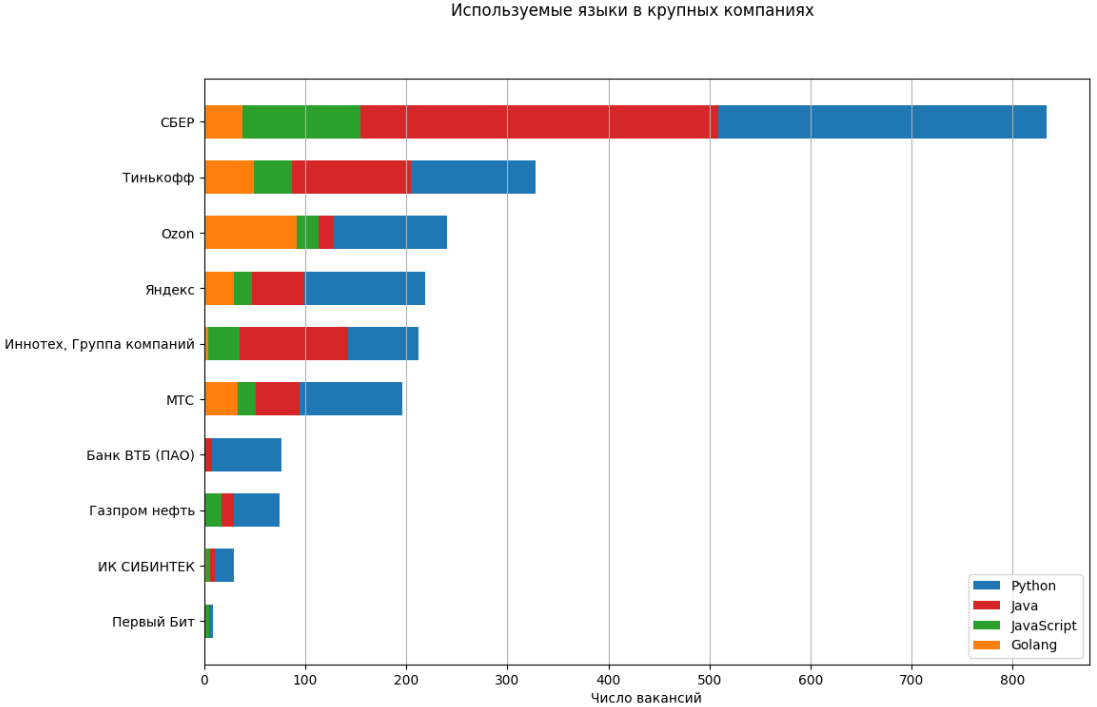 Используемые языки в крупных компаниях
СБЕР
Тинькофф
Ozon
Яндекс
Иннотех, Группа компаний
МТС
Банк ВТБ (ПАО)
Газпром нефть
ИК СИБИНТЕК
Первый Бит
Python
Java
JavaScript
Golang
0 100 200 300 400 500 600 700 800
Число вакансий